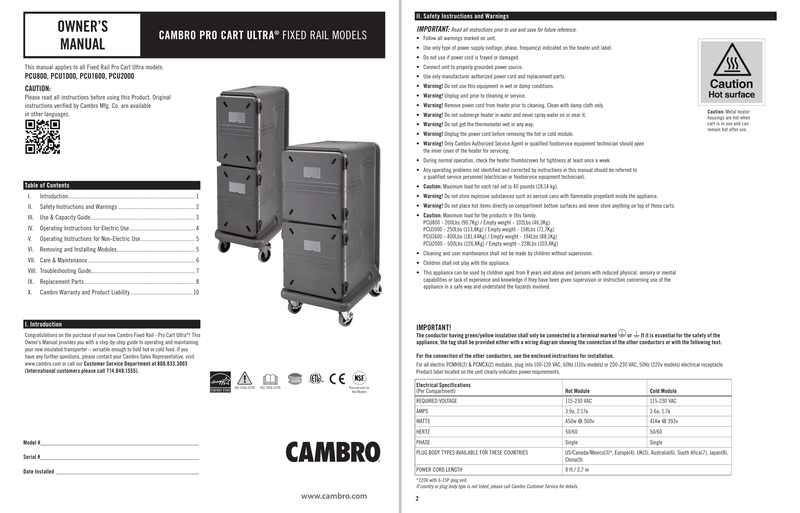 OWNER'S
MANUAL
CAMBRO PRO CART ULTRA® FIXED RAIL MODELS
This manual applies to all Fixed Rail Pro Cart Ultra models:
PCU800, PCU1000, PCU1600, PCU2000
CAUTION:
Please read all instructions before using this Product. Original
instructions verified by Cambro Mfg. Co. are available
in other languages.
Table of Contents
I. Introduction 1
II. Safety Instructions and Warnings 2
III. Use & Capacity Guide 3
IV. Operating Instructions for Electric Use 4
V. Operating Instructions for Non-Electric Use 5
VI. Removing and Installing Modules 5
VII. Care & Maintenance 6
VIII. Troubleshooting Guide 7
IX. Replacement Parts 8
X. Cambro Warranty and Product Liability 10
I. Introduction
Congratulations on the purchase of your new Cambro Fixed Rail - Pro Cart Ultra®! This
Owner's Manual provides you with a step-by-step guide to operating and maintaining
your new insulated transporter – versatile enough to hold hot or cold food. If you
have any further questions, please contact your Cambro Sales Representative, visit
www.cambro.com or call our Customer Service Department at 800.833.3003
(International customers please call 714.848.1555).
Model #
Serial #
Date Installed
ENERGY STAR
CE
NSF
Hot Modules
CAMBRO
www.cambro.com
II. Safety Instructions and Warnings
IMPORTANT: Read all instructions prior to use and save for future reference.
• Follow all warnings marked on unit.
• Use only type of power supply (voltage, phase, frequency) indicated on the heater unit label.
• Do not use if power cord is frayed or damaged.
• Connect unit to properly grounded power source.
• Use only manufacturer authorized power cord and replacement parts.
• Warning! Do not use this equipment in wet or damp conditions.
• Warning! Unplug unit prior to cleaning or service.
• Warning! Remove power cord from heater prior to cleaning. Clean with damp cloth only.
• Warning! Do not submerge heater in water and never spray water on or near it.
• Warning! Do not get the thermometer wet in any way.
• Warning! Unplug the power cord before removing the hot or cold module.
• Warning! Only Cambro Authorized Service Agent or qualified foodservice equipment technician should open
the inner cover of the heater for servicing.
• During normal operation, check the heater thumbscrews for tightness at least once a week.
• Any operating problems not identified and corrected by instructions in this manual should be referred to
a qualified service personnel (electrician or foodservice equipment technician).
• Caution: Maximum load for each rail set is 40 pounds (18,14 kg).
• Warning! Do not store explosive substances such as aerosol cans with flammable propellant inside the appliance.
• Warning! Do not place hot items directly on compartment bottom surfaces and never store anything on top of these carts.
• Caution: Maximum load for the products in this family:
PCU800 - 200Lbs (90,7Kg) / Empty weight - 102Lbs (46,3Kg)
PCU1000 - 250Lbs (113,4Kg) / Empty weight - 158Lbs (71,7Kg)
PCU1600 - 400Lbs (181,4Kg) / Empty weight - 194Lbs (88,1Kg)
PCU2000 - 500Lbs (226,8Kg) / Empty weight - 228Lbs (103,4Kg)
• Cleaning and user maintenance shall not be made by children without supervision.
• Children shall not play with the appliance.
• This appliance can be used by children aged from 8 years and above and persons with reduced physical, sensory or mental
capabilities or lack of experience and knowledge if they have been given supervision or instruction concerning use of the
appliance in a safe way and understand the hazards involved.
Caution
Hot surface
Caution: Metal heater
housings are hot when
cart is in use and can
remain hot after use.
IMPORTANT!
The conductor having green/yellow insulation shall only be connected to a terminal marked or If it is essential for the safety of the
appliance, the tag shall be provided either with a wiring diagram showing the connection of the other conductors or with the following text:
For the connection of the other conductors, see the enclosed instructions for installation.
For all electric PCMHX(2) & PCMCX(2) modules, plug into 100-120 VAC, 60Hz (110v models) or 200-230 VAC, 50Hz (220v models) electrical receptacle.
Product label located on the unit clearly indicates power requirements.
Electrical Specifications
(Per Compartment) Hot Module Cold Module
REQUIRED VOLTAGE 115-230 VAC 115-230 VAC
AMPS 3.9a, 2.17a 3.6a, 1.7a
WATTS 450w @ 500v 414w @ 393v
HERTZ 50/60 50/60
PHASE Single Single
PLUG BODY TYPES AVAILABLE FOR THESE COUNTRIES US/Canada/Mexico(3)*, Europe(4), UK(5), Australia(6), South Africa(7), Japan(8),
China(9)
POWER CORD LENGTH 9 ft / 2,7 m
*220V with 6-15P plug end.
If country or plug body type is not listed, please call Cambro Customer Service for details.
2